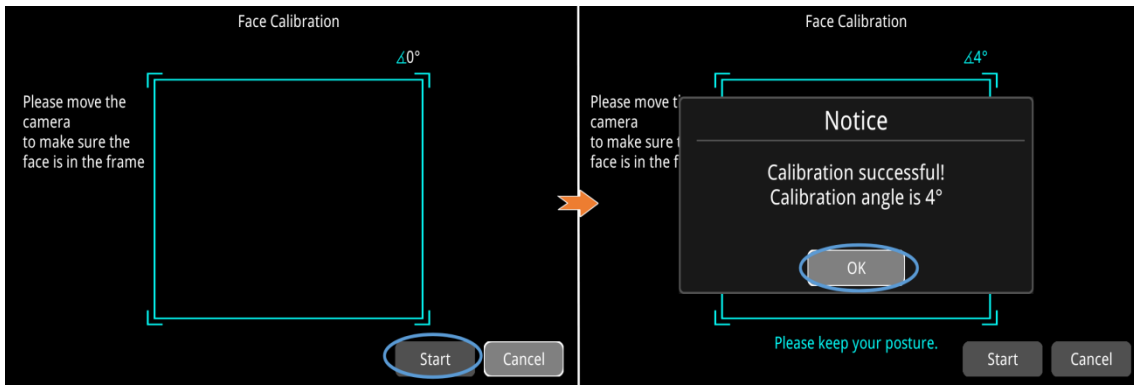 Face Calibration
∡0°
Please move the
camera
to make sure the
face is in the frame
Start
Cancel
Face Calibration
∡4°
Please move t
camera
to make sure t
face is in the f
Notice
Calibration successful!
Calibration angle is 4°
OK
Please keep your posture.
Start
Cancel